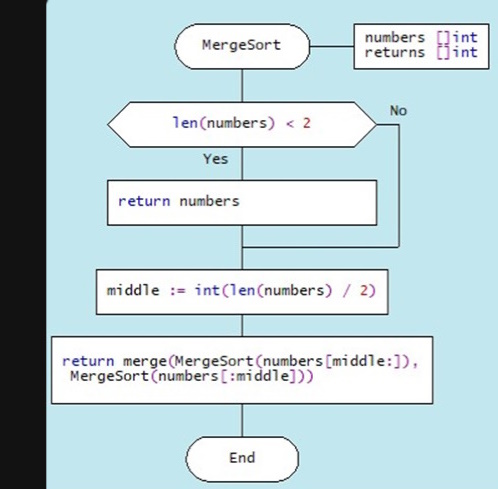 MergeSort
numbers []int
returns []int
len(numbers) < 2
No
Yes
return numbers
middle := int(len(numbers) / 2)
return merge(MergeSort(numbers[middle:]),
MergeSort(numbers[:middle]))
End